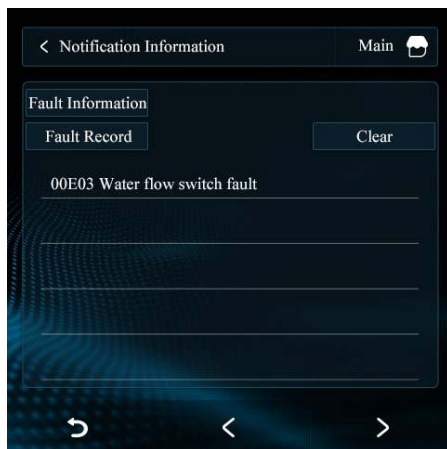 Notification Information
Main
Fault Information
Fault Record
Clear
00E03 Water flow switch fault